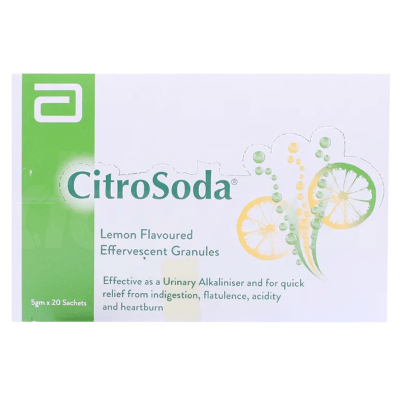 CitroSoda®
Lemon Flavoured
Effervescent Granules
Effective as a Urinary Alkaliniser and for quick
relief from indigestion, flatulence, acidity
and heartburn
5gm x 20 Sachets